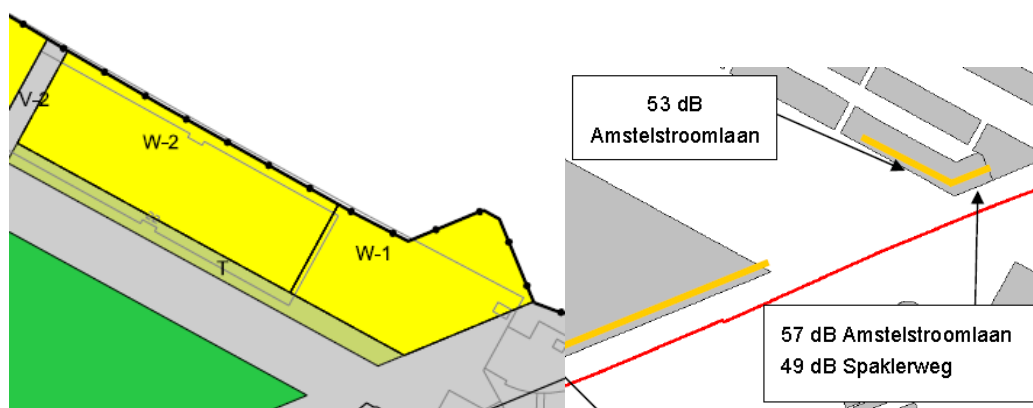 V-2
W-2
W-1
T
53 dB
Amstelstroomlaan
57 dB Amstelstroomlaan
49 dB Spaklerweg